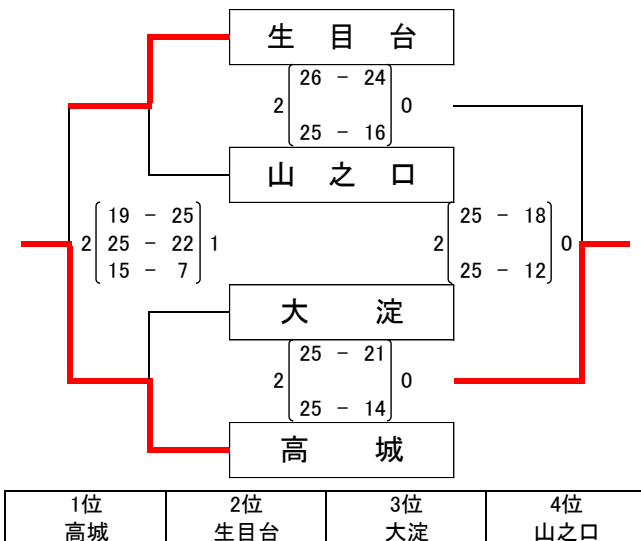 生目台
26 - 24
2 0
25 - 16
山之口
19 - 25
2 25 - 22 1
15 - 7
25 - 18
2 0
25 - 12
大淀
25 - 21
2 0
25 - 14
高城
1位 2位 3位 4位
高城 生目台 大淀 山之口